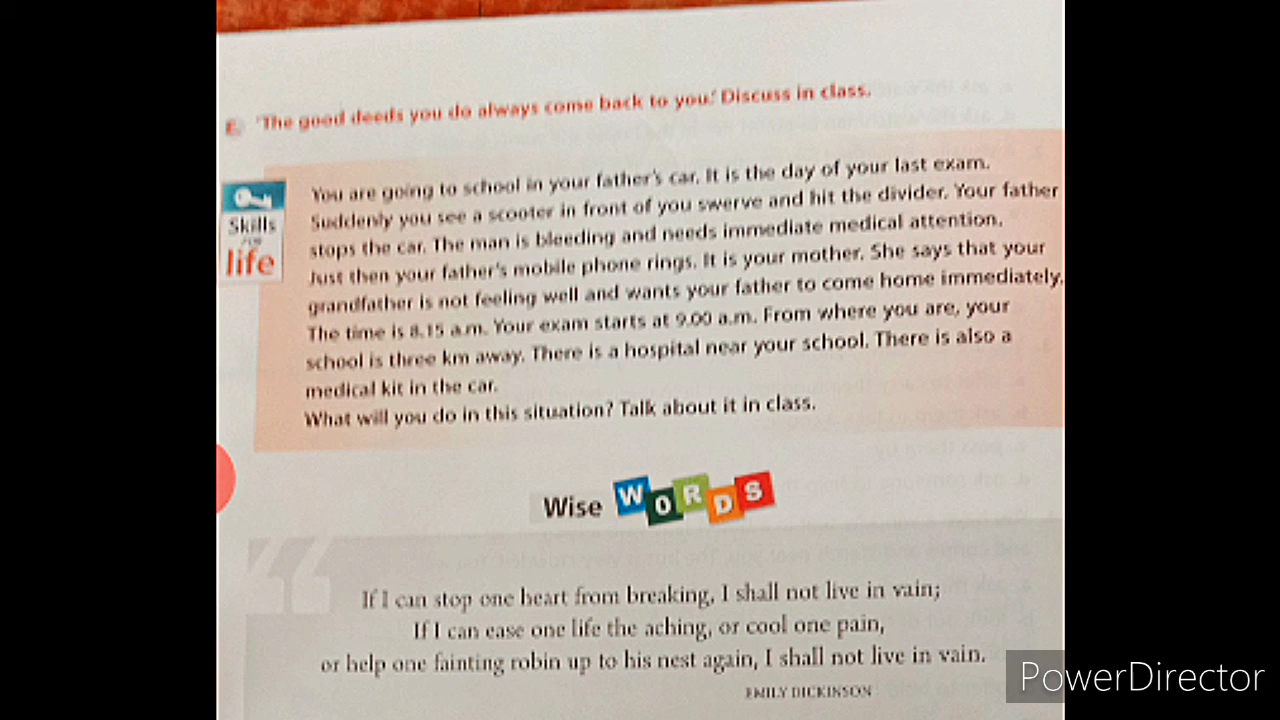 E. 'The good deeds you do always come back to you.' Discuss in class.
Skills
FOR
life
You are going to school in your father's car. It is the day of your last exam.
Suddenly you see a scooter in front of you swerve and hit the divider. Your father
stops the car. The man is bleeding and needs immediate medical attention.
Just then your father's mobile phone rings. It is your mother. She says that your
grandfather is not feeling well and wants your father to come home immediately.
The time is 8.15 a.m. Your exam starts at 9.00 a.m. From where you are, your
school is three km away. There is a hospital near your school. There is also a
medical kit in the car.
What will you do in this situation? Talk about it in class.
Wise WORDS
If I can stop one heart from breaking, I shall not live in vain;
If I can ease one life the aching, or cool one pain,
or help one fainting robin up to his nest again, I shall not live in vain.
EMILY DICKINSON
PowerDirector